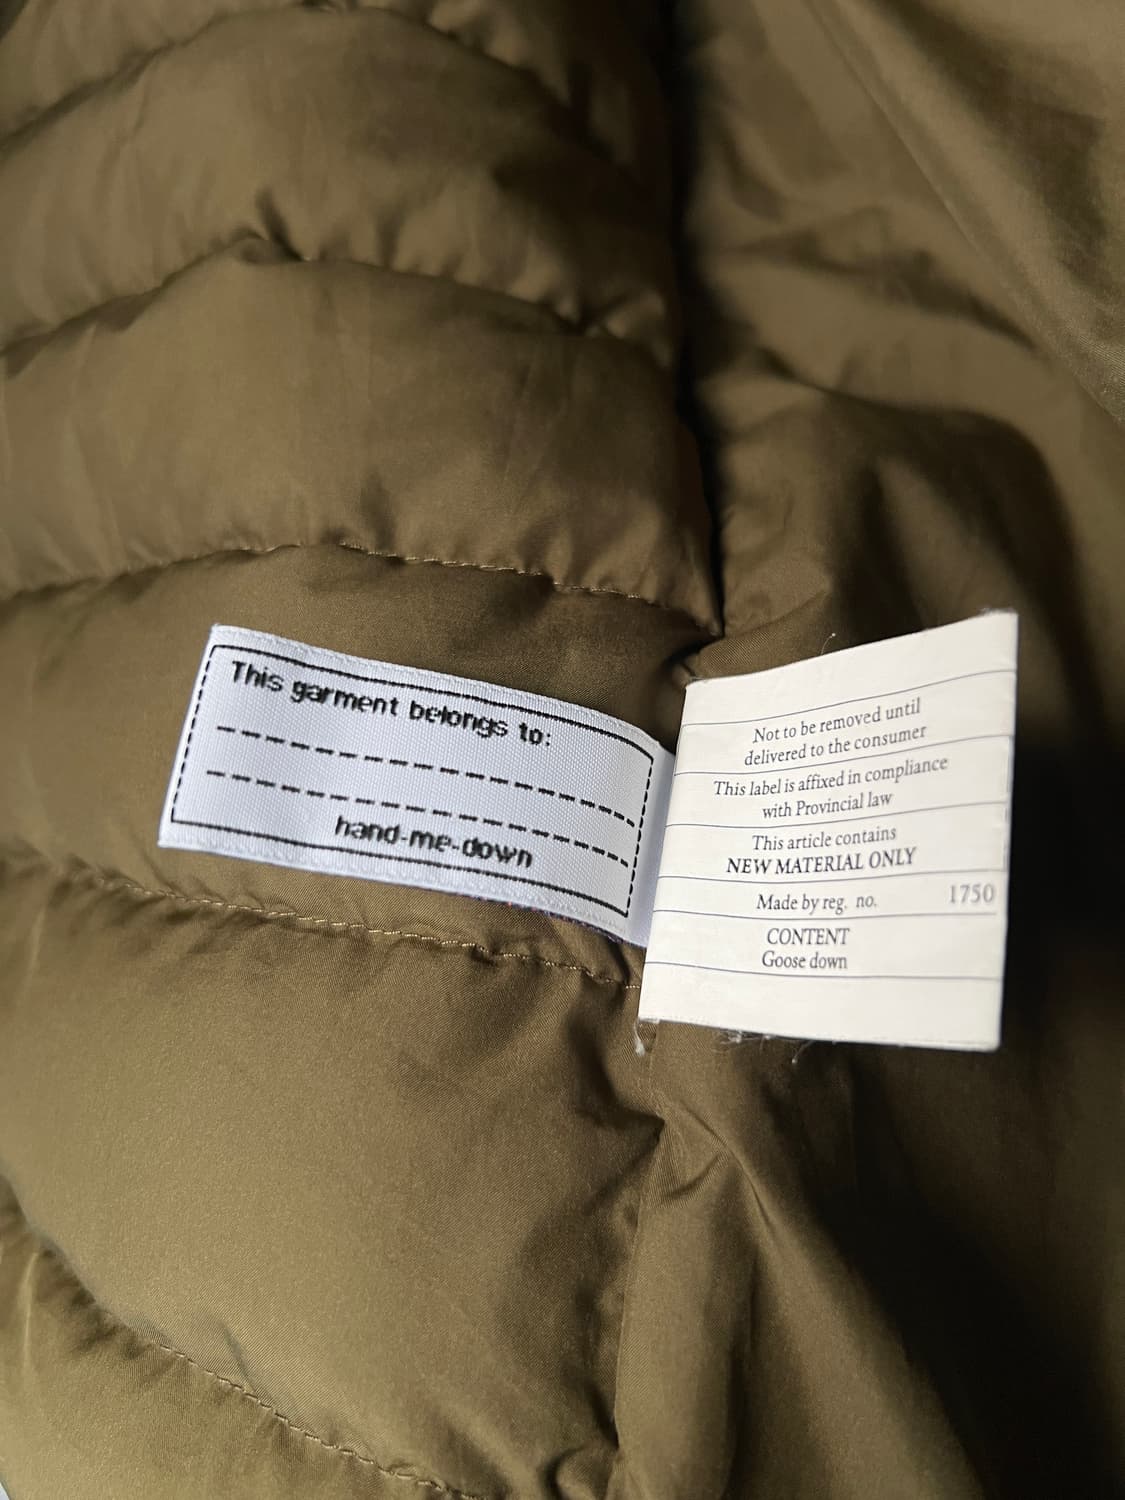 This garment belongs to:
hand-me-down
Not to be removed until
delivered to the consumer
This label is affixed in compliance
with Provincial law
This article contains
NEW MATERIAL ONLY
Made by reg. no. 1750
CONTENT
Goose down